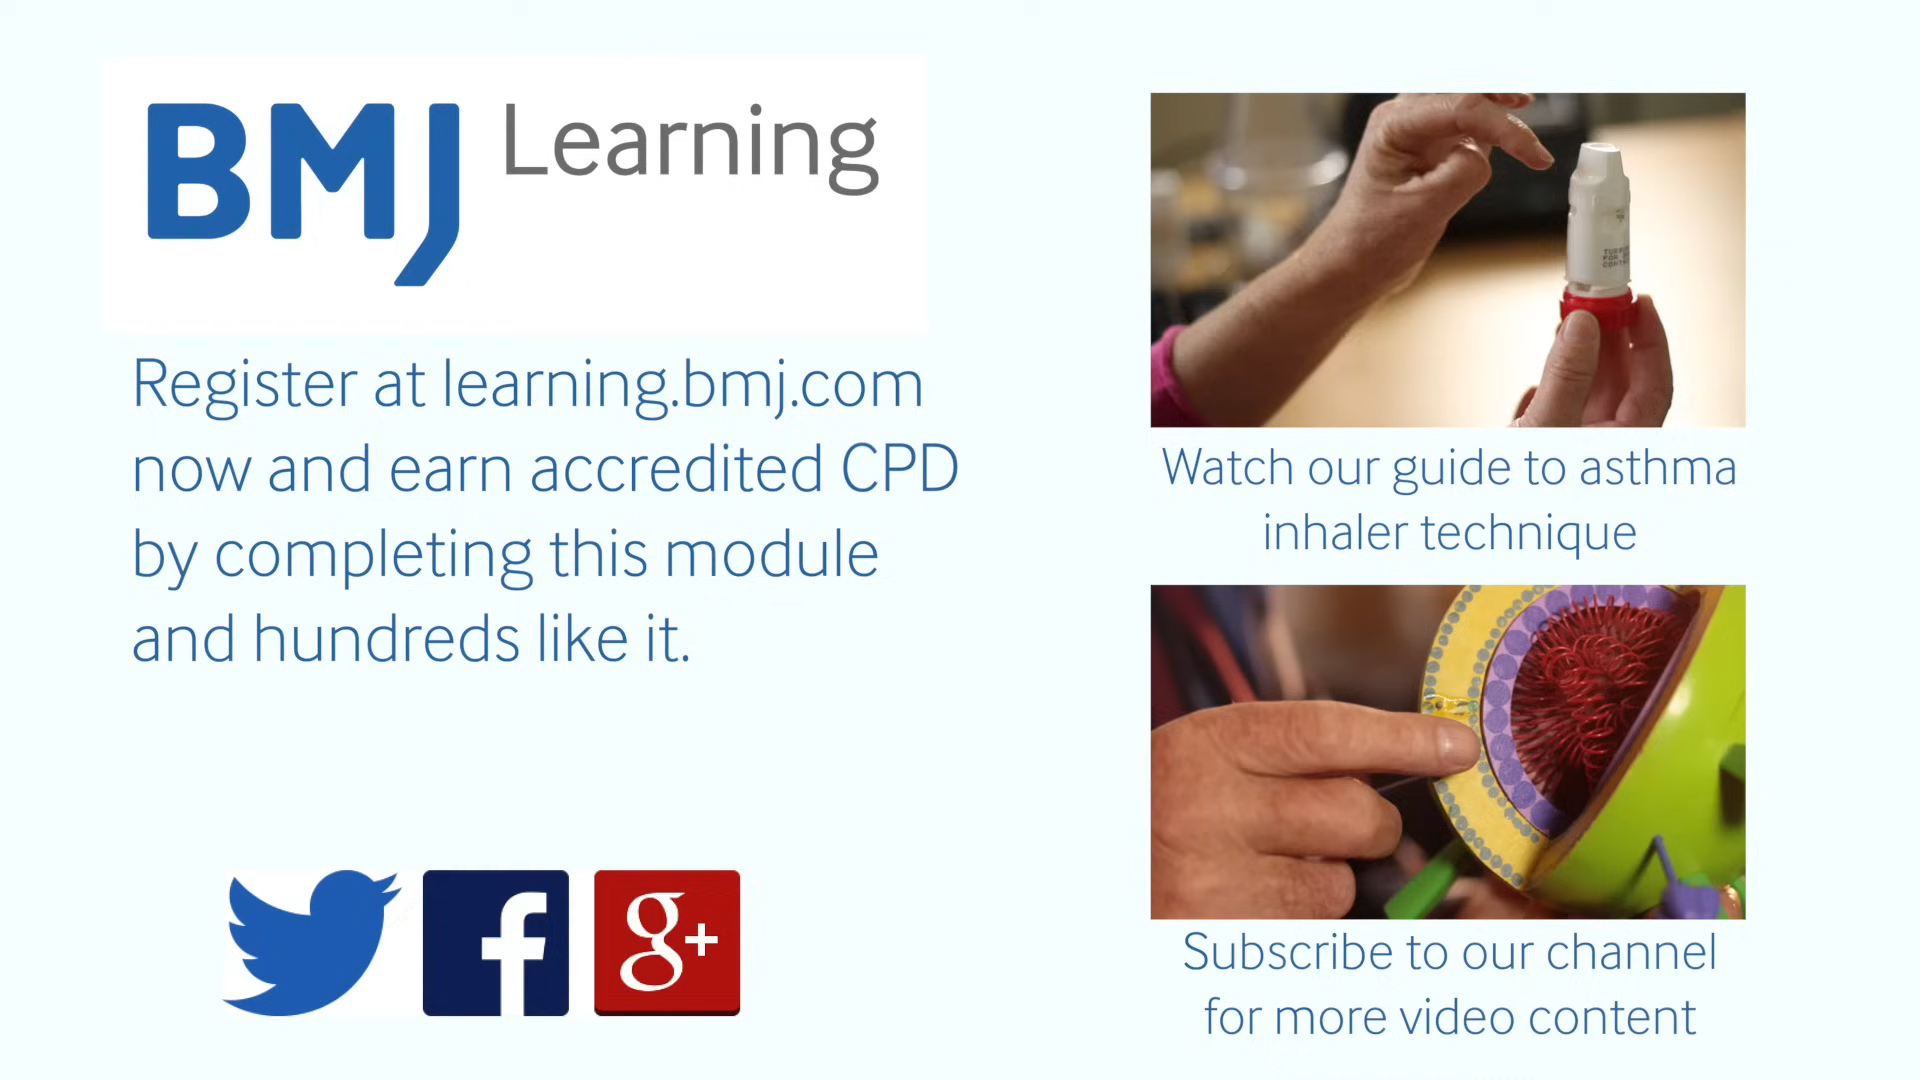 BMJ Learning
Register at learning.bmj.com
now and earn accredited CPD
by completing this module
and hundreds like it.
f
g+
Watch our guide to asthma
inhaler technique
Subscribe to our channel
for more video content